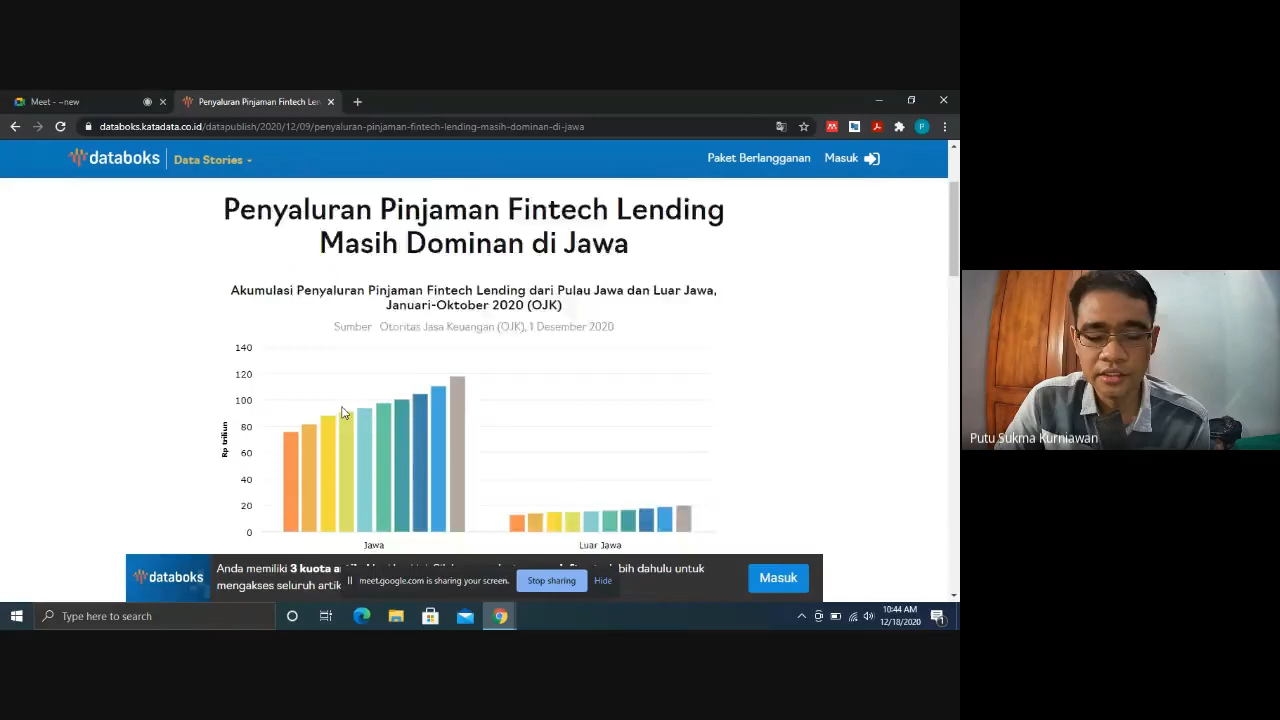 Meet - ~new
Penyaluran Pinjaman Fintech Len
databoks.katadata.co.id/datapublish/2020/12/09/penyaluran-pinjaman-fintech-lending-masih-dominan-di-jawa
P
databoks
Data Stories
Paket Berlangganan
Masuk
Penyaluran Pinjaman Fintech Lending
Masih Dominan di Jawa
Akumulasi Penyaluran Pinjaman Fintech Lending dari Pulau Jawa dan Luar Jawa,
Januari-Oktober 2020 (OJK)
Sumber Otoritas Jasa Keuangan (OJK), 1 Desember 2020
140
120
100
80
60
40
20
0
Rp triliun
Jawa
Luar Jawa
databoks
Anda memiliki 3 kuota
bih dahulu untuk
mengakses seluruh
Masuk
meet.google.com is sharing your screen.
Stop sharing
Hide
Putu Sukma Kurniawan
Type here to search
10:44 AM
12/18/2020
1